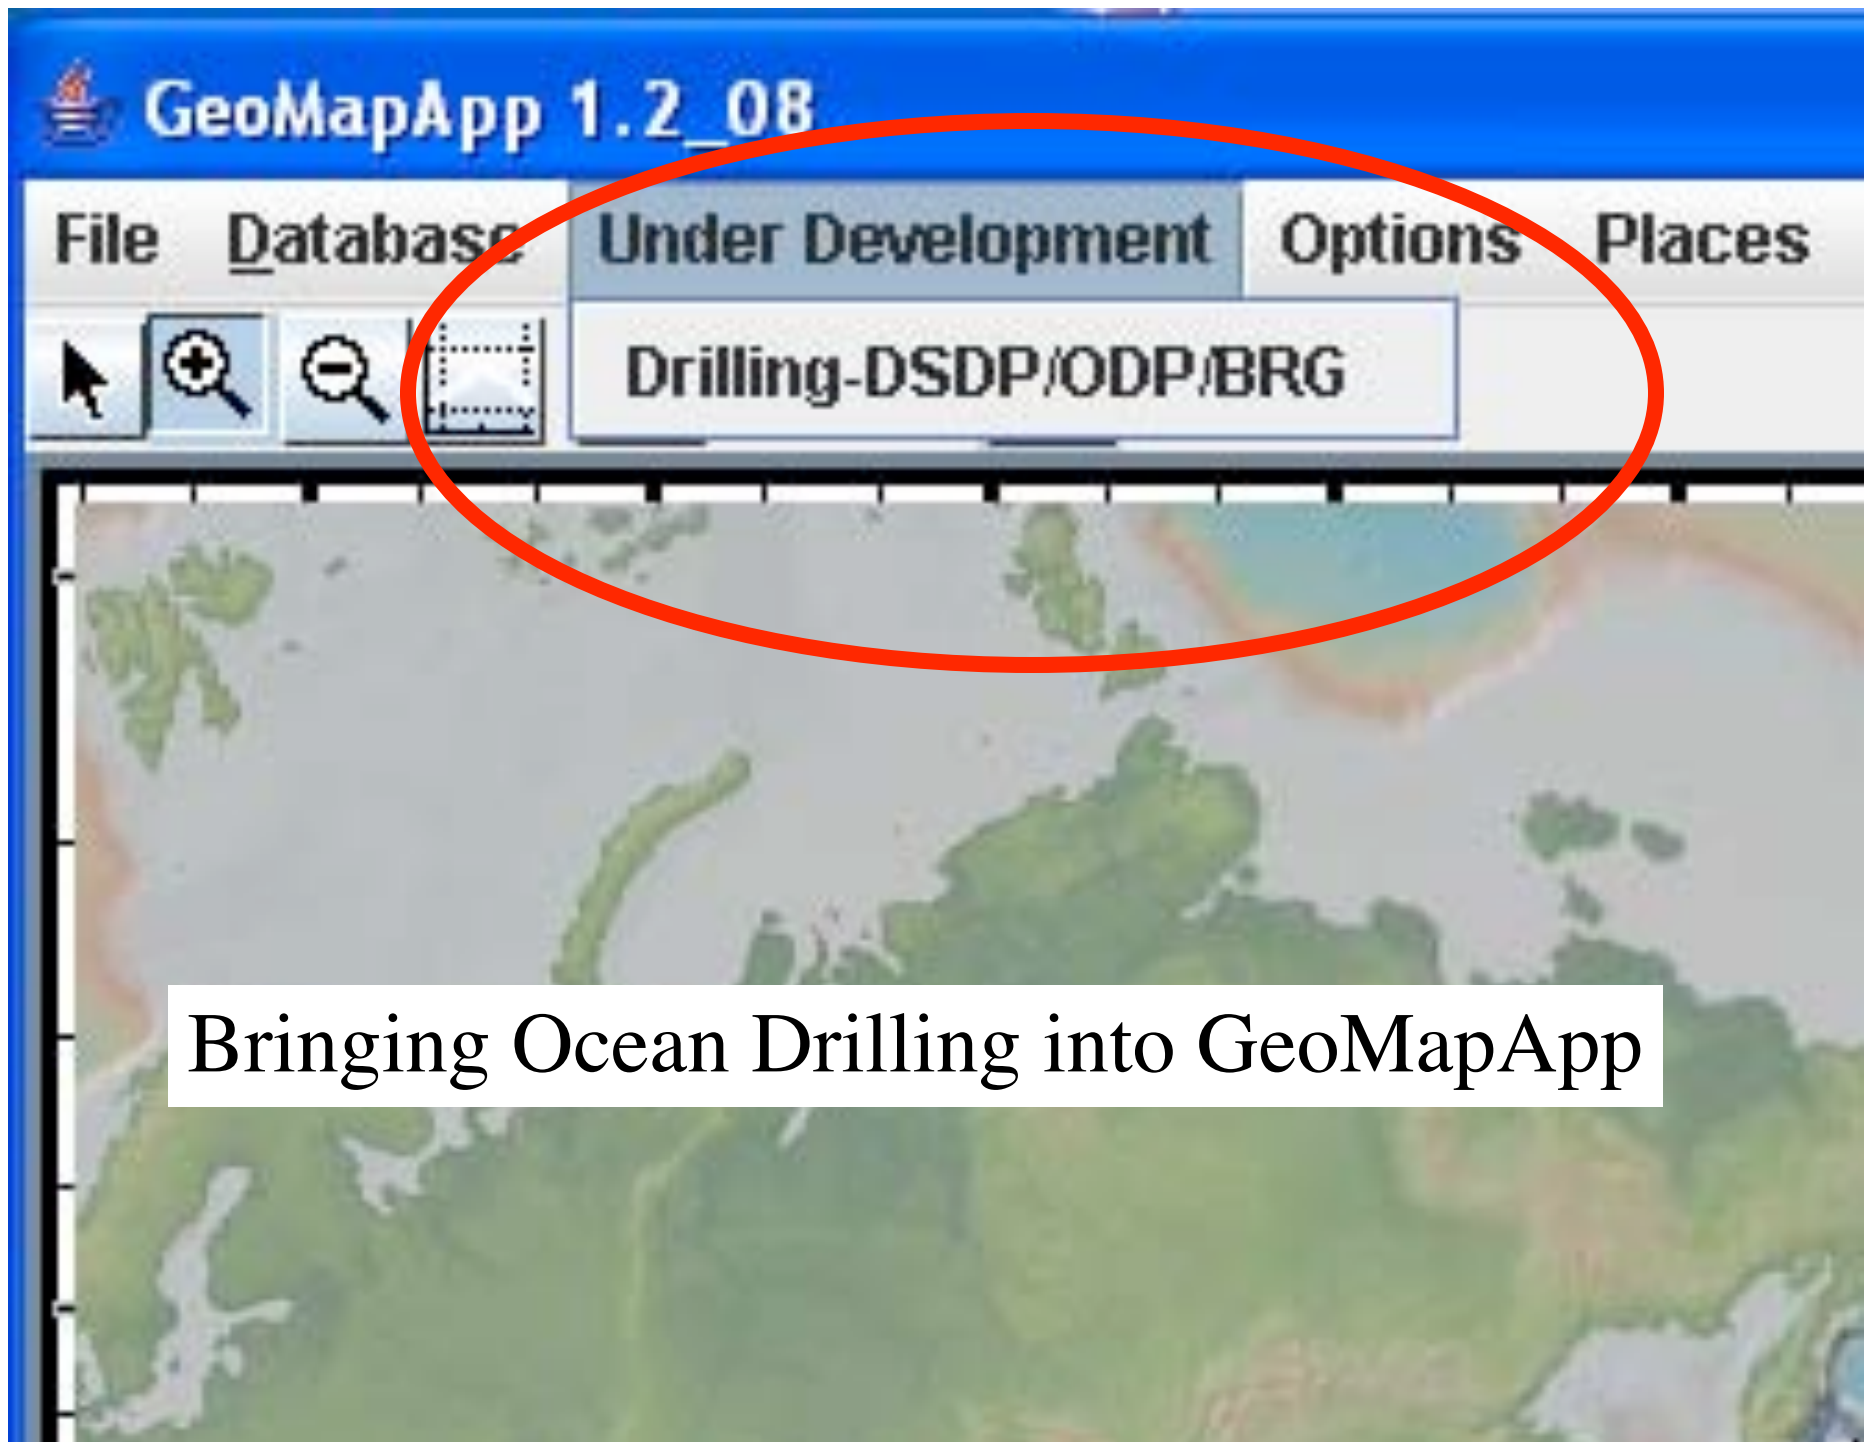 GeoMapApp 1.2_08
File Database Under Development Options Places
Drilling-DSDP/ODP/BRG
Bringing Ocean Drilling into GeoMapApp